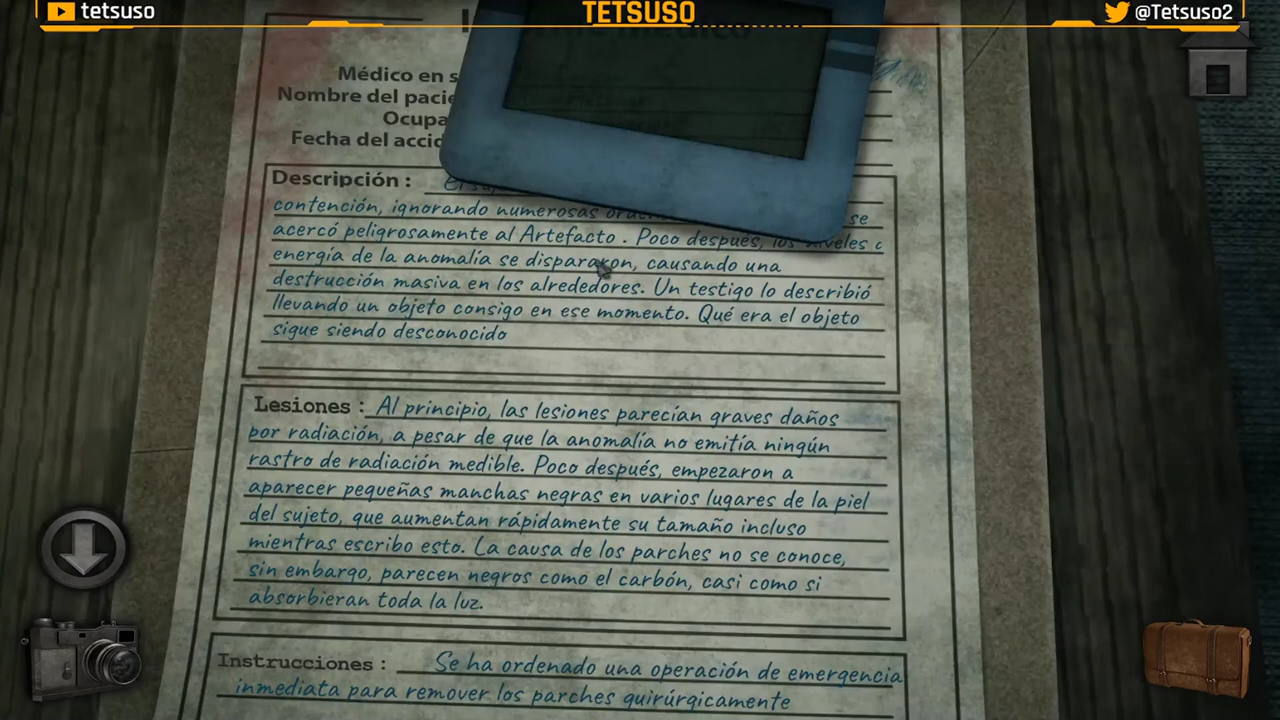 tetsuso
TETSUSO
@Tetsuso2
Médico en s
Nombre del pacie
Ocupa
Fecha del accid
Descripción :
contención, ignorando numerosas se
acercó peligrosamente al Artefacto . Poco después, los niveles
energía de la anomalía se dispararon, causando una
destrucción masiva en los alrededores. Un testigo lo describió
llevando un objeto consigo en ese momento. Qué era el objeto
sigue siendo desconocido
Lesiones : Al principio, las lesiones parecían graves daños
por radiación, a pesar de que la anomalía no emitía ningún
rastro de radiación medible. Poco después, empezaron a
aparecer pequeñas manchas negras en varios lugares de la piel
del sujeto, que aumentan rápidamente su tamaño incluso
mientras escribo esto. La causa de los parches no se conoce,
sin embargo, parecen negros como el carbón, casi como si
absorbieran toda la luz.
Instrucciones : Se ha ordenado una operación de emergencia
inmediata para remover los parches quirúrgicamente